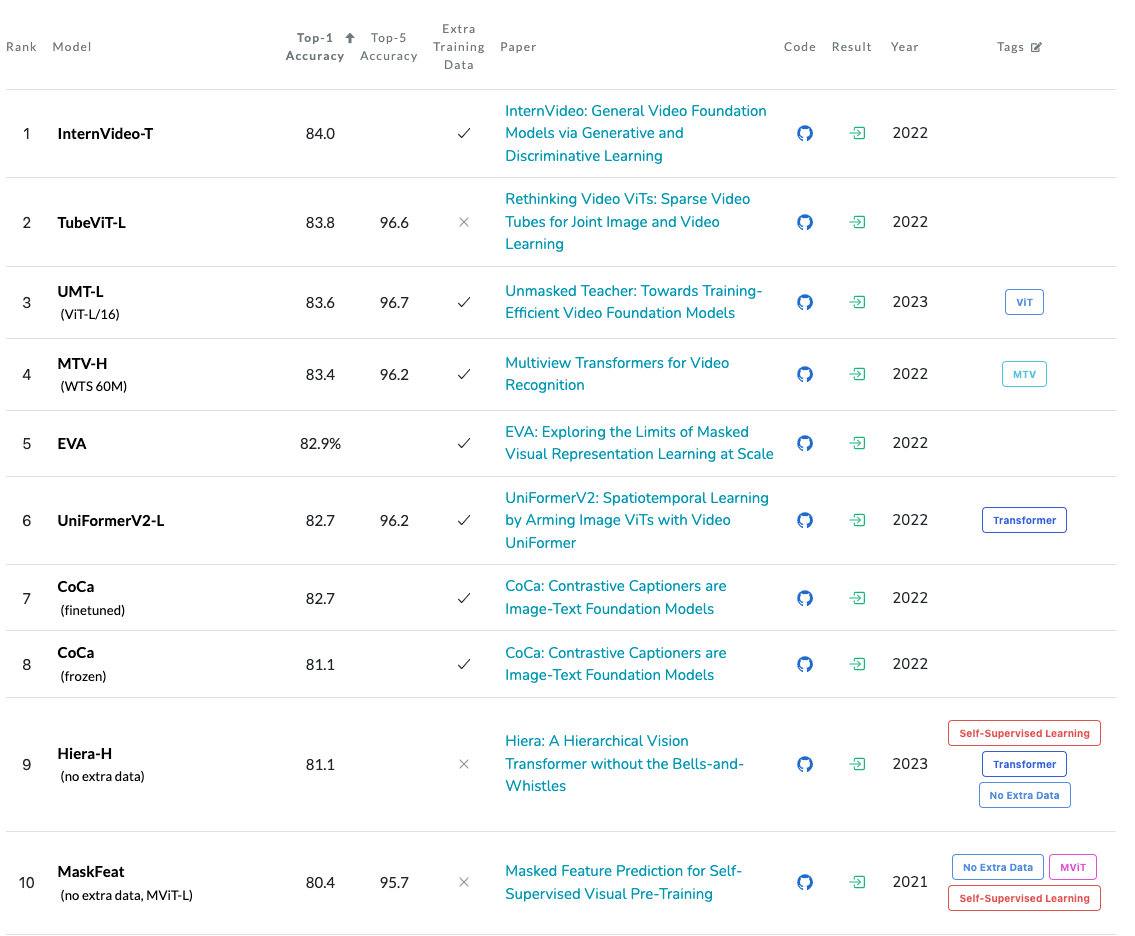 Rank Model Top-1 Accuracy Top-5 Accuracy Extra Training Data Paper Code Result Year Tags
1 InternVideo-T 84.0 InternVideo: General Video Foundation 2022
Models via Generative and
Discriminative Learning
2 TubeViT-L 83.8 96.6 Rethinking Video ViTs: Sparse Video 2022
Tubes for Joint Image and Video
Learning
3 UMT-L 83.6 96.7 Unmasked Teacher: Towards Training- 2023 ViT
(ViT-L/16) Efficient Video Foundation Models
4 MTV-H 83.4 96.2 Multiview Transformers for Video 2022 MTV
(WTS 60M) Recognition
5 EVA 82.9% EVA: Exploring the Limits of Masked 2022
Visual Representation Learning at Scale
6 UniFormerV2-L 82.7 96.2 UniFormerV2: Spatiotemporal Learning 2022 Transformer
by Arming Image ViTs with Video
UniFormer
7 CoCa 82.7 CoCa: Contrastive Captioners are 2022
(finetuned) Image-Text Foundation Models
8 CoCa 81.1 CoCa: Contrastive Captioners are 2022
(frozen) Image-Text Foundation Models
9 Hiera-H 81.1 Hiera: A Hierarchical Vision 2023 Self-Supervised Learning
(no extra data) Transformer without the Bells-and- Transformer
Whistles No Extra Data
10 MaskFeat 80.4 95.7 Masked Feature Prediction for Self- 2021 No Extra Data MViT
(no extra data, MViT-L) Supervised Visual Pre-Training Self-Supervised Learning